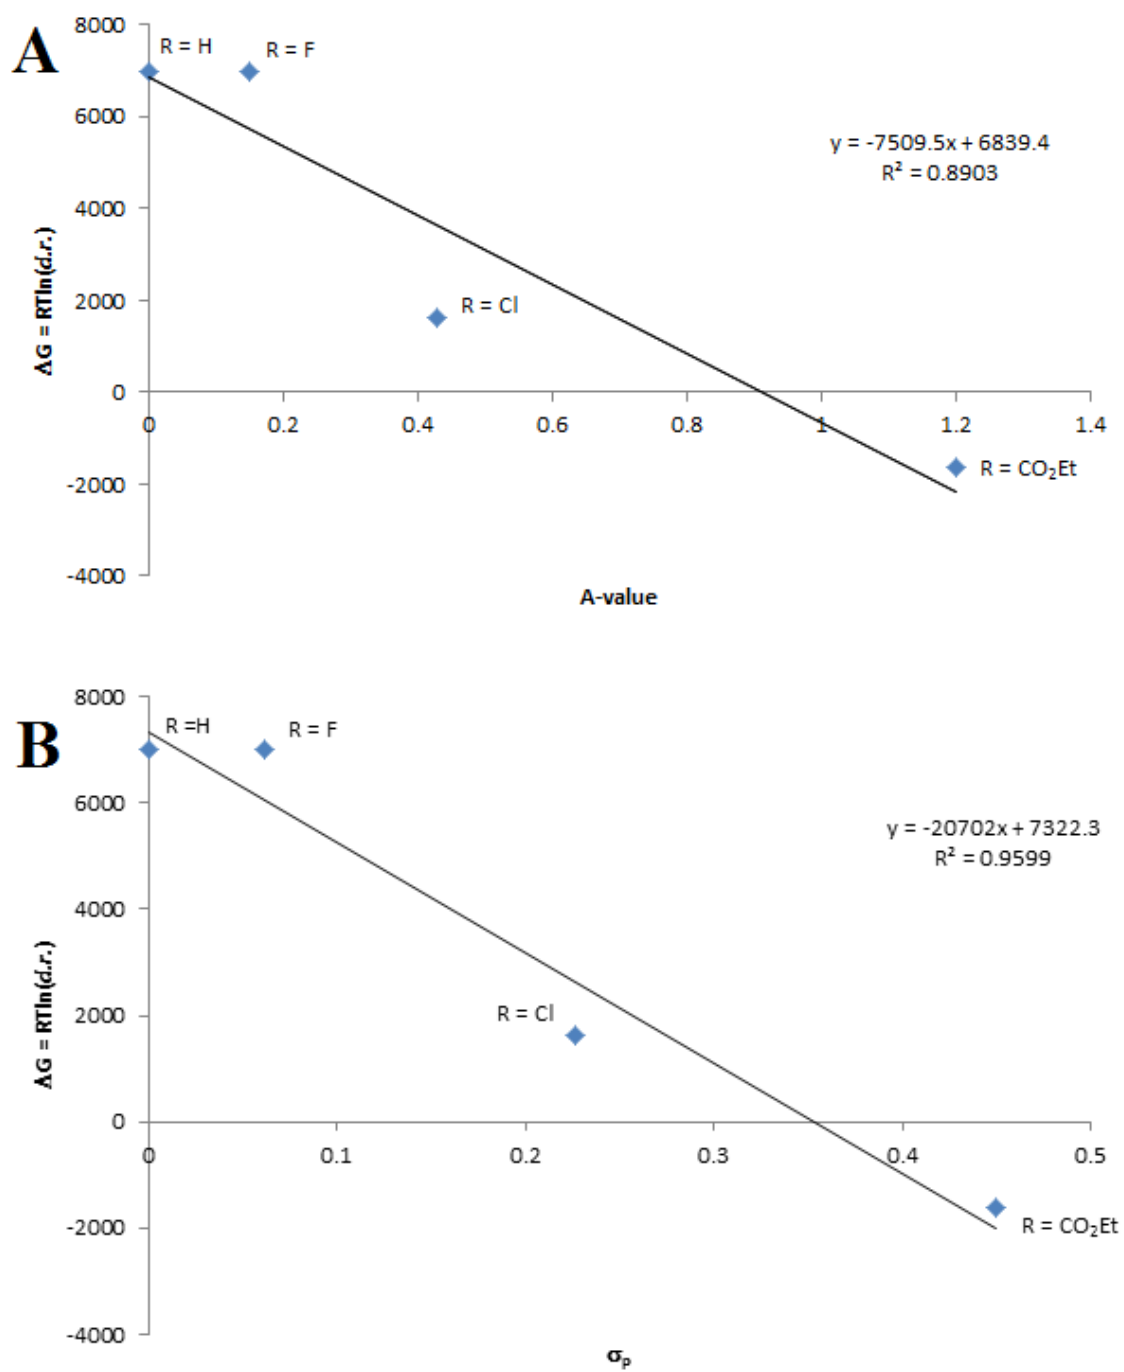 A
8000
R = H
R = F
6000
y = -7509.5x + 6839.4
R² = 0.8903
4000
2000
R = Cl
0
0 0.2 0.4 0.6 0.8 1 1.2 1.4
R = CO₂Et
-2000
-4000
ΔG = RTln(d.r.)
A-value
B
8000
R =H
R = F
6000
y = -20702x + 7322.3
R² = 0.9599
4000
2000
R = Cl
0
0 0.1 0.2 0.3 0.4 0.5
-2000
R = CO₂Et
-4000
ΔG = RTln(d.r.)
σₚ